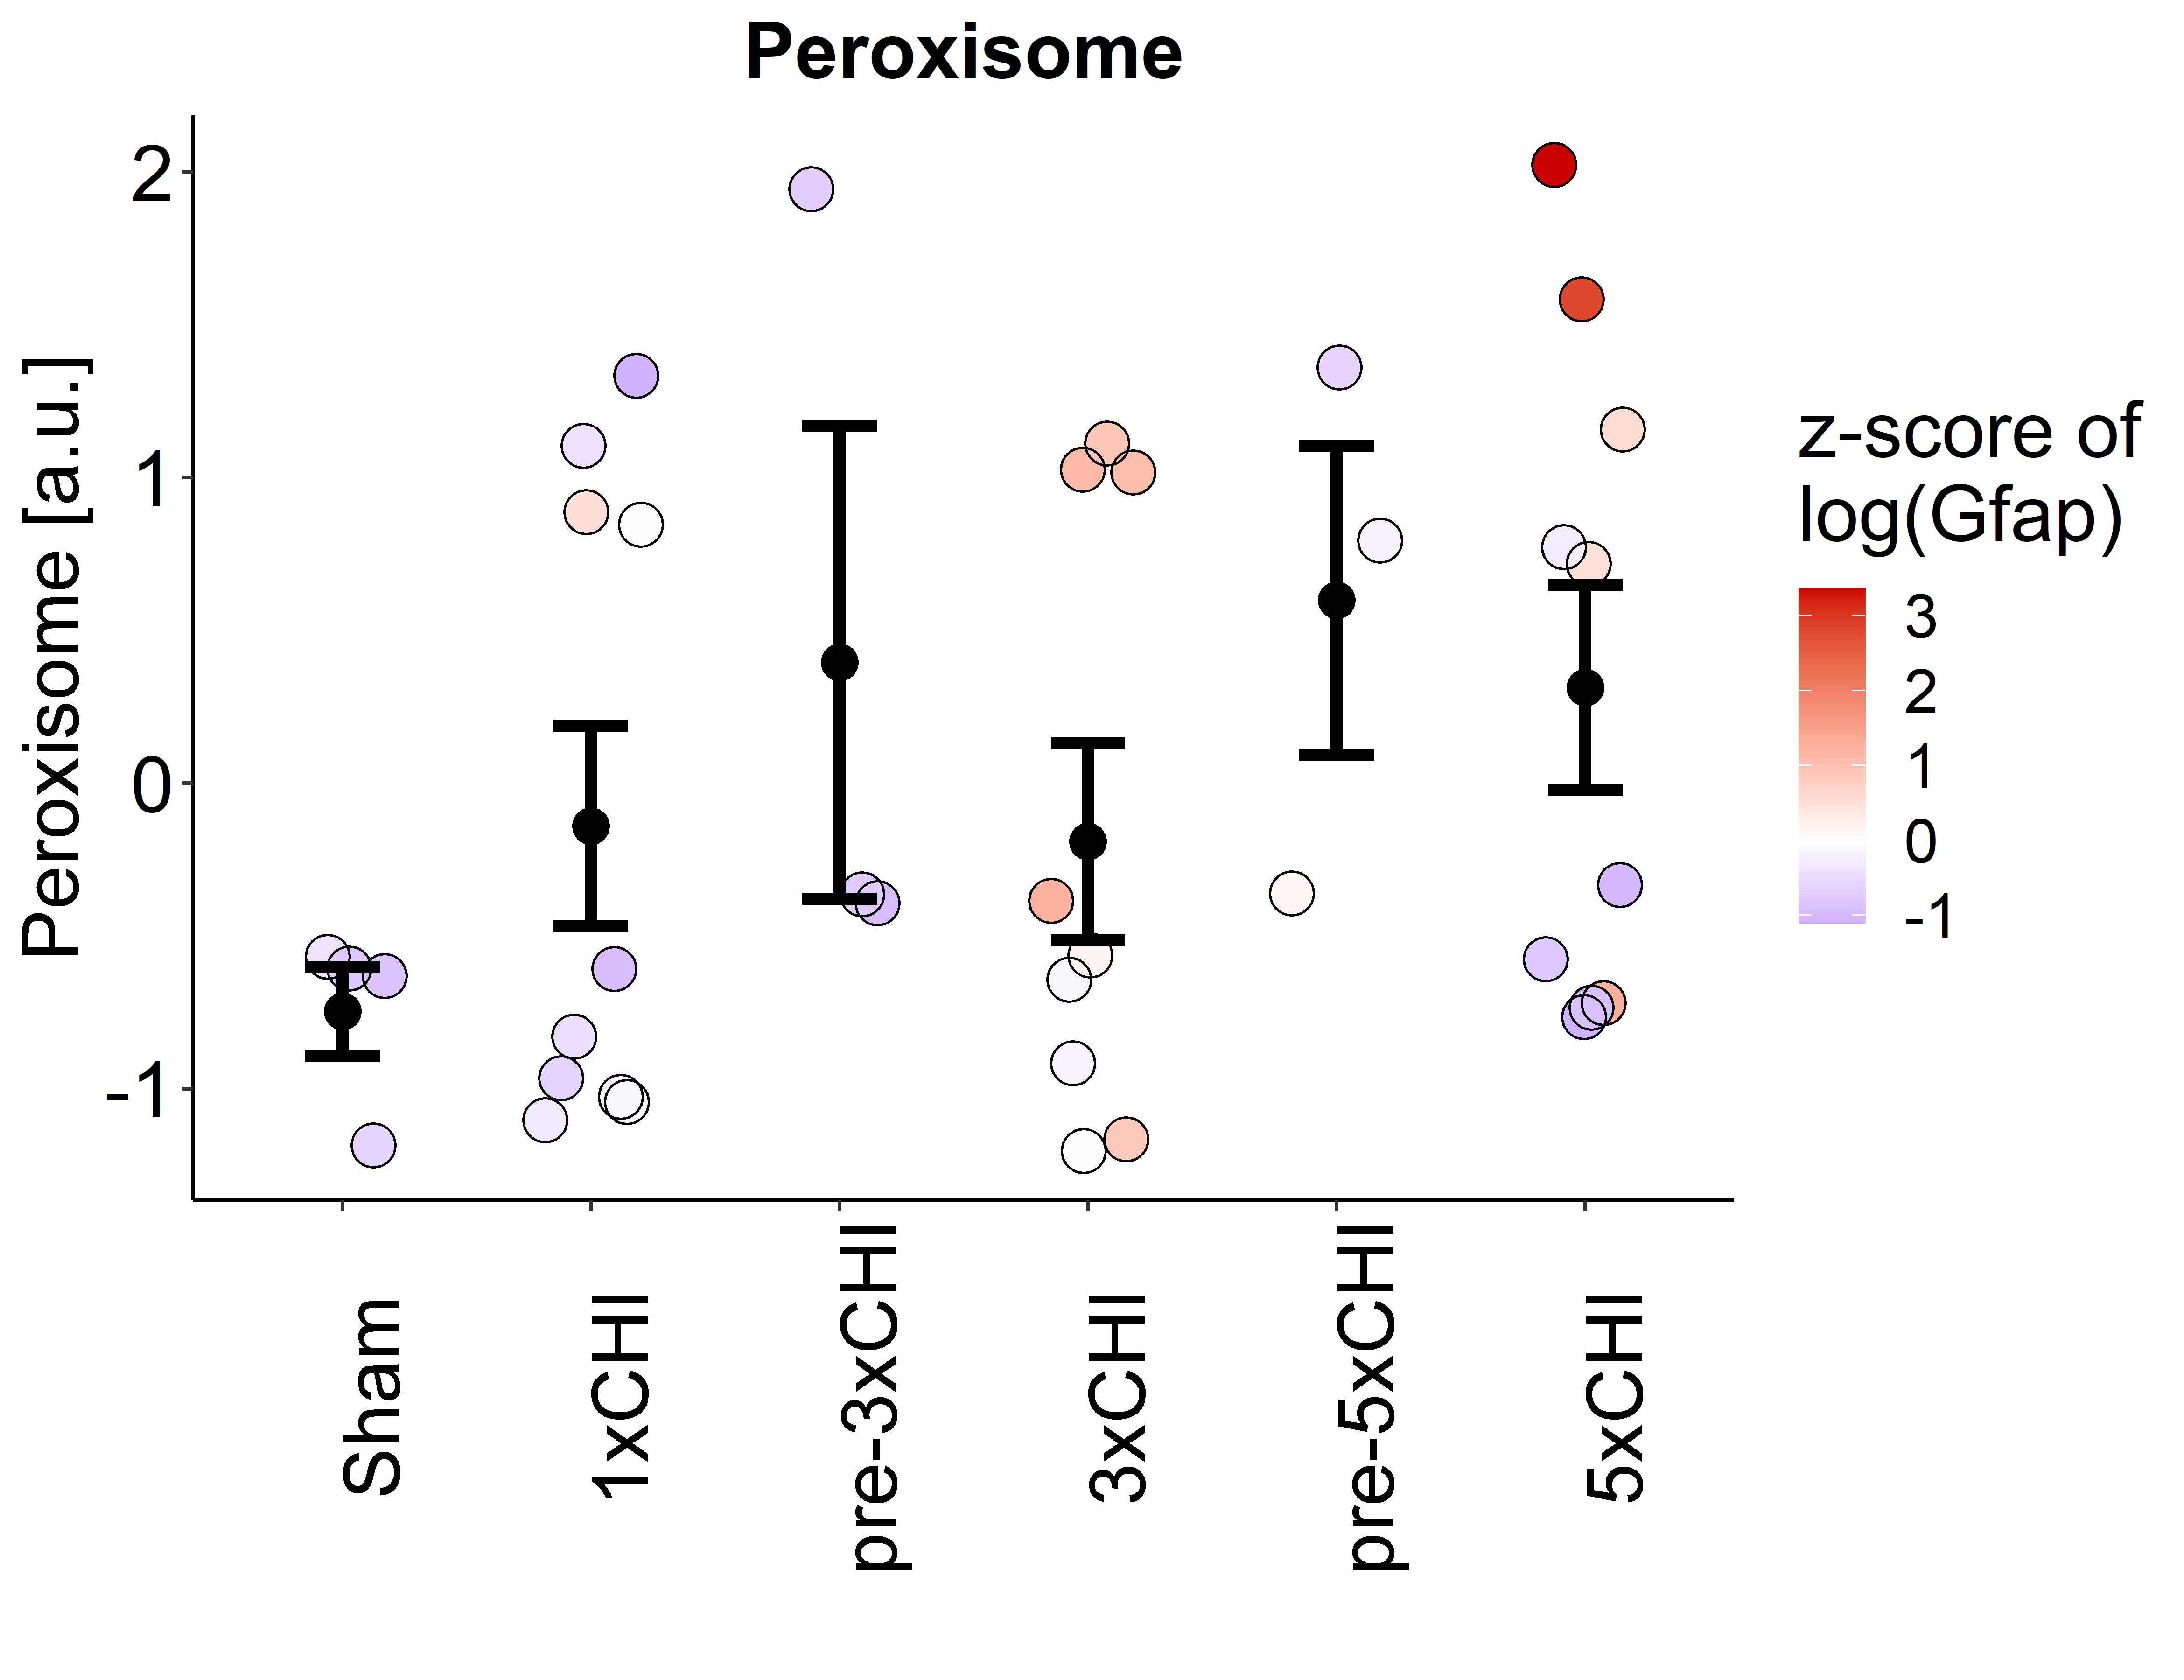 Peroxisome
Peroxisome [a.u.]
2
1
0
-1
Sham
1xCHI
pre-3xCHI
3xCHI
pre-5xCHI
5xCHI
z-score of
log(Gfap)
3
2
1
0
-1